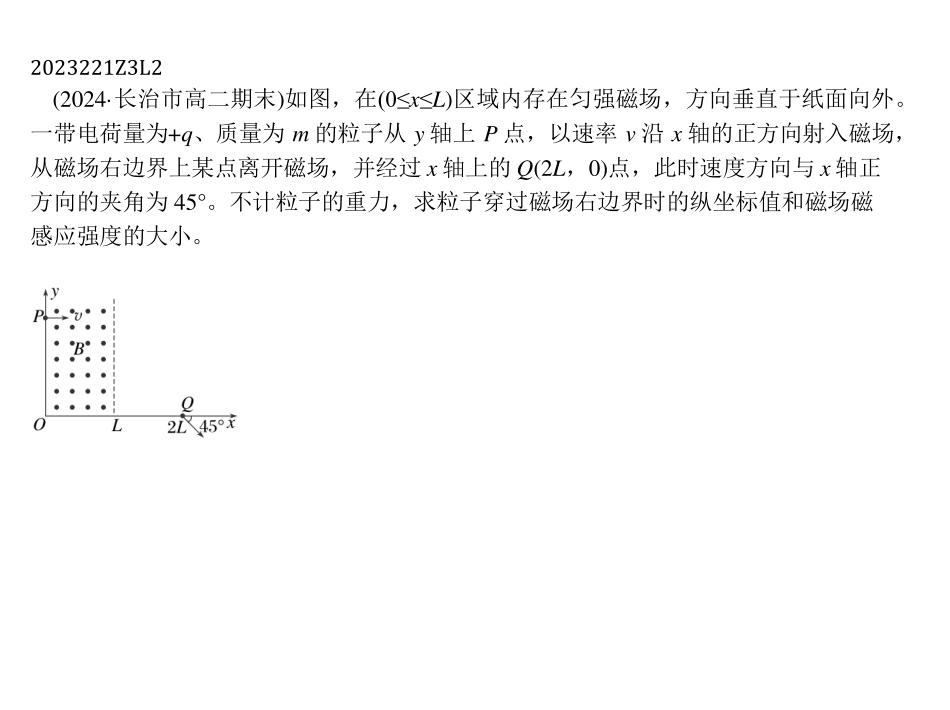 2023221Z3L2
(2024·长治市高二期末)如图，在(0≤x≤L)区域内存在匀强磁场，方向垂直于纸面向外。
一带电荷量为+q、质量为 m 的粒子从 y 轴上 P 点，以速率 v 沿 x 轴的正方向射入磁场，
从磁场右边界上某点离开磁场，并经过 x 轴上的 Q(2L，0)点，此时速度方向与 x 轴正
方向的夹角为 45°。不计粒子的重力，求粒子穿过磁场右边界时的纵坐标值和磁场磁
感应强度的大小。
y
P v
B
Q
O L 2L 45° x